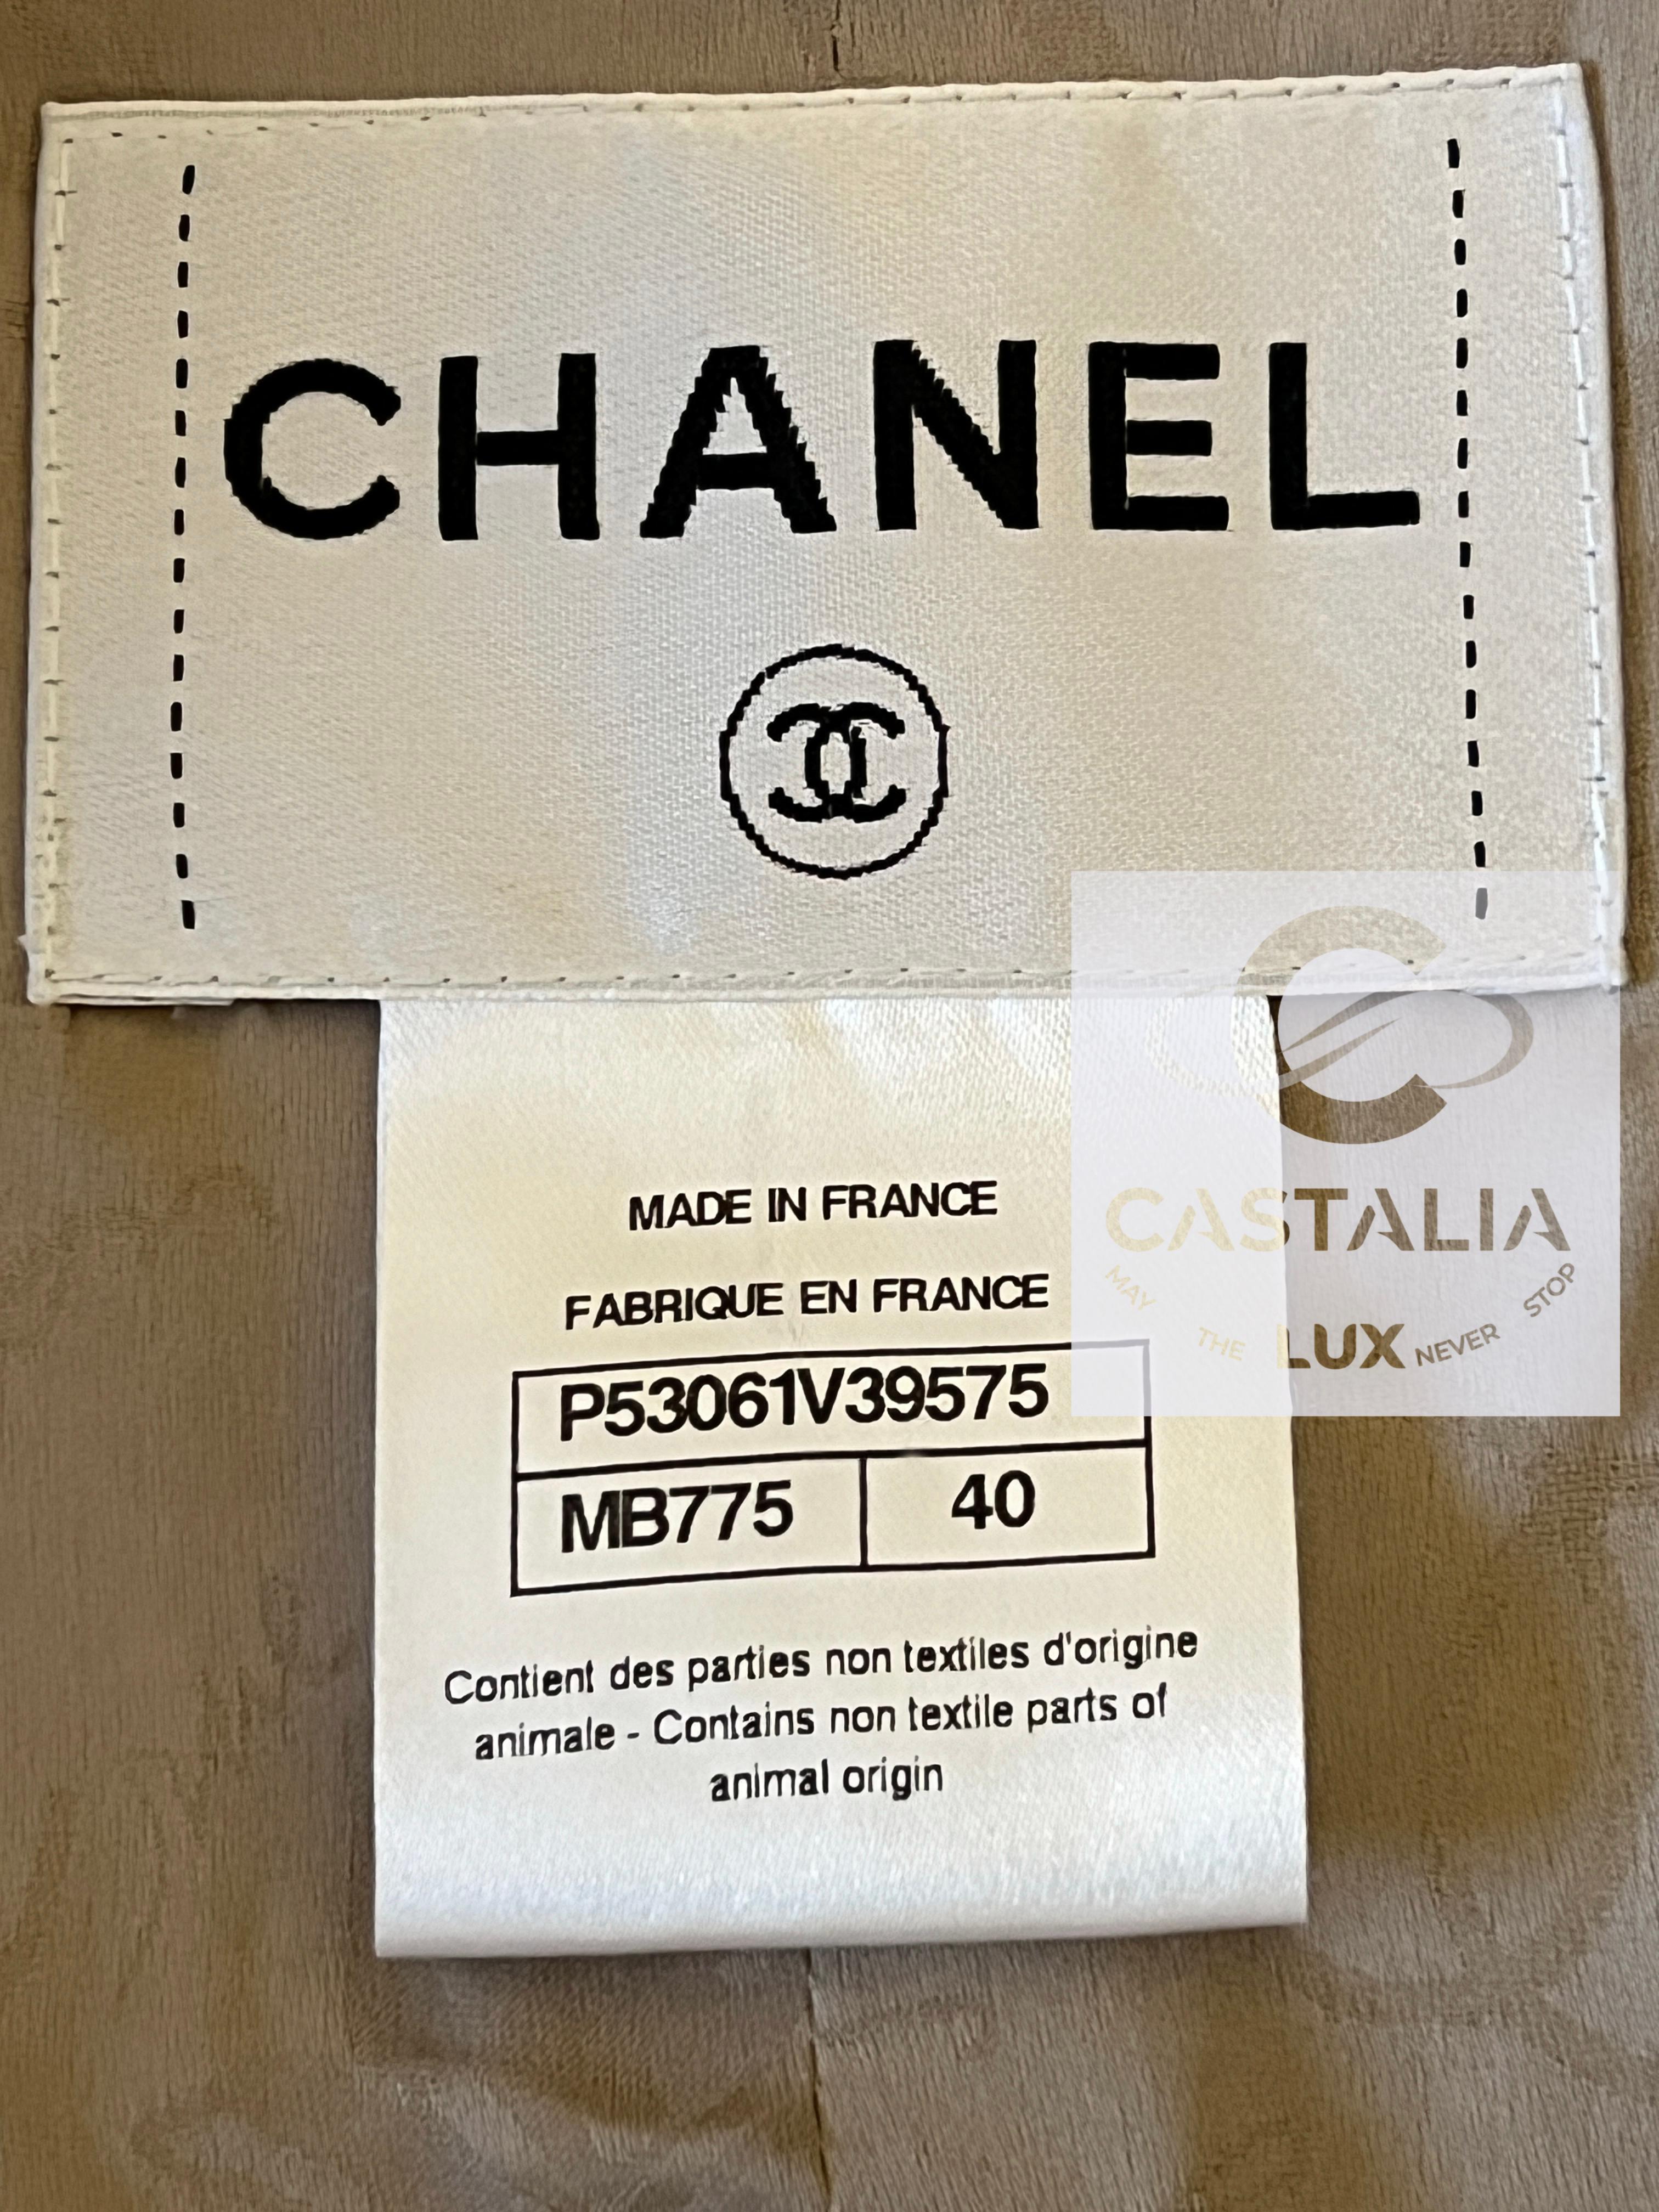 CHANEL
MADE IN FRANCE
FABRIQUE EN FRANCE
P53061V39575
MB775 40
Contient des parties non textiles d'origine
animale - Contains non textile parts of
animal origin
CASTALIA
MAY THE LUX NEVER STOP